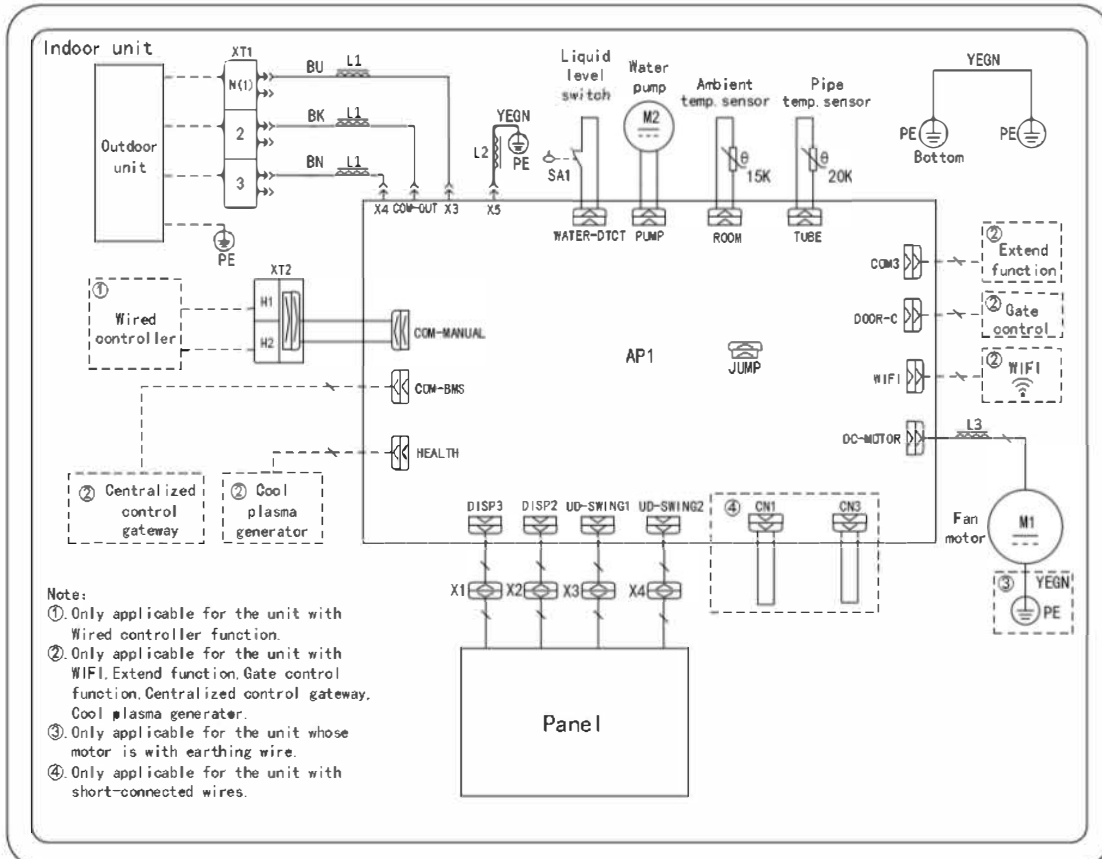 Indoor unit
XT1
N(1)
2
3
Outdoor
unit
PE
BU
L1
BK
L1
BN
L1
X4
COM-OUT
X3
X5
L2
YEGN
PE
Liquid
level
switch
SA1
WATER-DTCT
Water
pump
M2
PUMP
Ambient
temp. sensor
θ
15K
ROOM
Pipe
temp. sensor
θ
20K
TUBE
YEGN
PE
Bottom
PE
①
Wired
controller
XT2
H1
H2
COM-MANUAL
COM-BMS
HEALTH
② Centralized
control
gateway
② Cool
plasma
generator
AP1
JUMP
COM3
② Extend
function
DOOR-C
② Gate
control
WIFI
② WIFI
DC-MOTOR
L3
Fan
motor
M1
③ YEGN
PE
DISP3
DISP2
UD-SWING1
UD-SWING2
④ CN1
CN3
X1
X2
X3
X4
Panel
Note:
①. Only applicable for the unit with
Wired controller function.
②. Only applicable for the unit with
WIFI, Extend function, Gate control
function, Centralized control gateway,
Cool plasma generator.
③. Only applicable for the unit whose
motor is with earthing wire.
④. Only applicable for the unit with
short-connected wires.